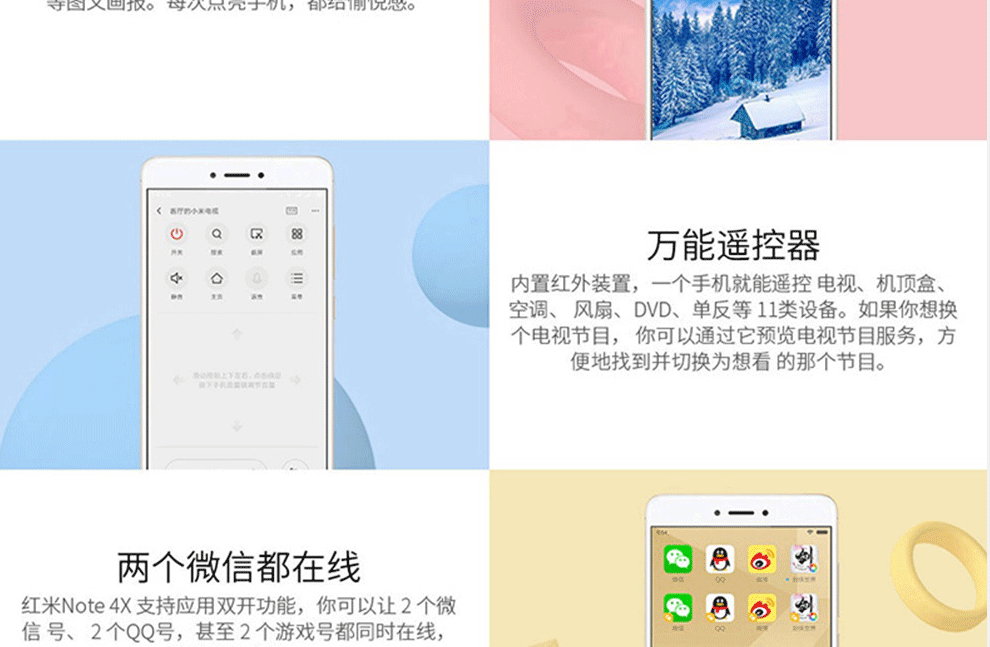 等图文画报。每次点亮手机，都给愉悦感。
客厅的小米电视
开关
搜索
截屏
应用
静音
主页
语音
菜单
万能遥控器
内置红外装置，一个手机就能遥控 电视、机顶盒、
空调、 风扇、DVD、单反等 11类设备。如果你想换
个电视节目， 你可以通过它预览电视节目服务，方
便地找到并切换为想看 的那个节目。
两个微信都在线
红米Note 4X 支持应用双开功能，你可以让 2 个微
信 号、 2 个QQ号，甚至 2 个游戏号都同时在线，
微信
QQ
微博
微信
QQ
微博